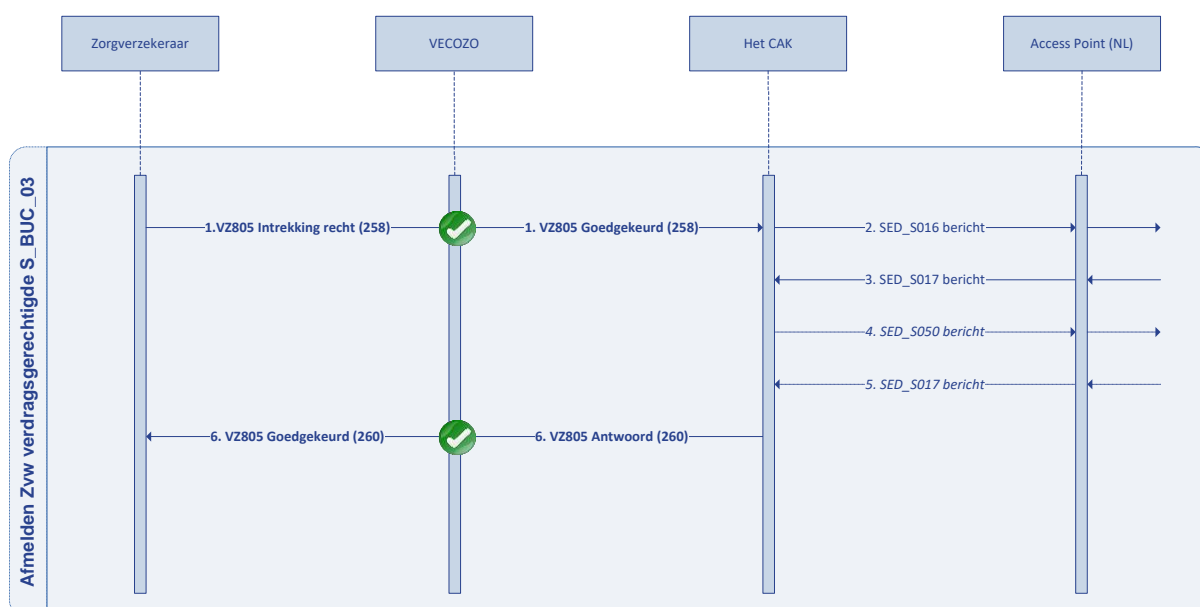 Zorgverzekeraar
VECOZO
Het CAK
Access Point (NL)
Afmelden Zvw verdragsgerechtigde S_BUC_03
1.VZ805 Intrekking recht (258)
1. VZ805 Goedgekeurd (258)
2. SED_S016 bericht
3. SED_S017 bericht
4. SED_S050 bericht
5. SED_S017 bericht
6. VZ805 Goedgekeurd (260)
6. VZ805 Antwoord (260)